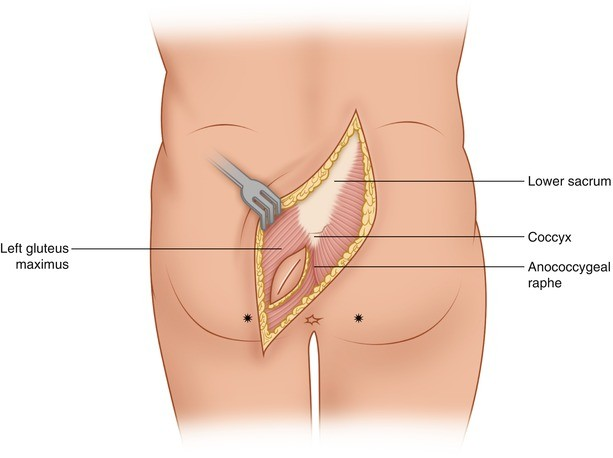 Lower sacrum
Left gluteus
maximus
Coccyx
Anococcygeal
raphe